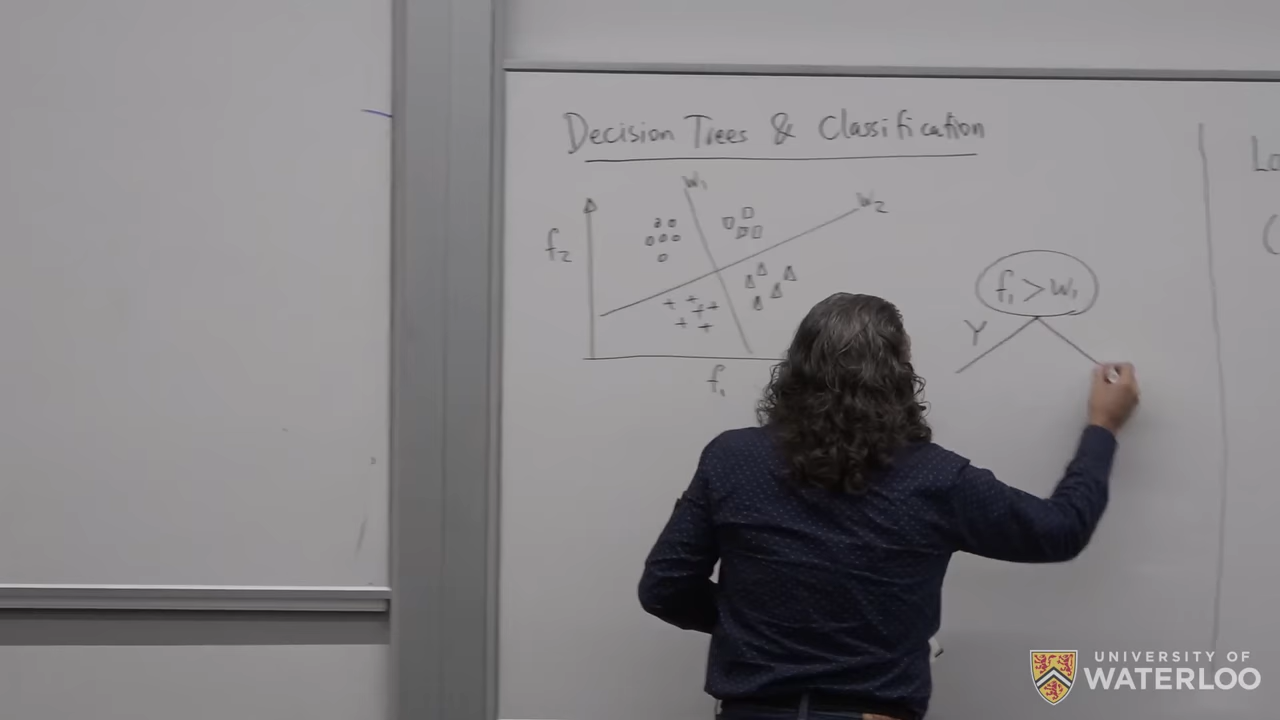 Decision Trees & Classification
w₁
w₂
f₂
f₁
f₁ > w₁
Y
UNIVERSITY OF
WATERLOO